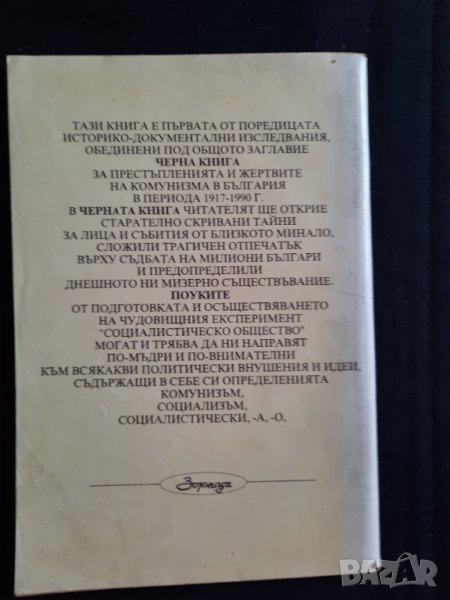 ТАЗИ КНИГА Е ПЪРВАТА ОТ ПОРЕДИЦАТА
ИСТОРИКО-ДОКУМЕНТАЛНИ ИЗСЛЕДВАНИЯ,
ОБЕДИНЕНИ ПОД ОБЩОТО ЗАГЛАВИЕ
ЧЕРНА КНИГА
ЗА ПРЕСТЪПЛЕНИЯТА И ЖЕРТВИТЕ
НА КОМУНИЗМА В БЪЛГАРИЯ
В ПЕРИОДА 1917-1990 Г.
В ЧЕРНАТА КНИГА ЧИТАТЕЛЯТ ЩЕ ОТКРИЕ
СТАРАТЕЛНО СКРИВАНИ ТАЙНИ
ЗА ЛИЦА И СЪБИТИЯ ОТ БЛИЗКОТО МИНАЛО,
СЛОЖИЛИ ТРАГИЧЕН ОТПЕЧАТЪК
ВЪРХУ СЪДБАТА НА МИЛИОНИ БЪЛГАРИ
И ПРЕДОПРЕДЕЛИЛИ
ДНЕШНОТО НИ МИЗЕРНО СЪЩЕСТВЪВАНИЕ.
ПОУКИТЕ
ОТ ПОДГОТОВКАТА И ОСЪЩЕСТВЯВАНЕТО
НА ЧУДОВИЩНИЯ ЕКСПЕРИМЕНТ
"СОЦИАЛИСТИЧЕСКО ОБЩЕСТВО"
МОГАТ И ТРЯБВА ДА НИ НАПРАВЯТ
ПО-МЪДРИ И ПО-ВНИМАТЕЛНИ
КЪМ ВСЯКАКВИ ПОЛИТИЧЕСКИ ВНУШЕНИЯ И ИДЕИ,
СЪДЪРЖАЩИ В СЕБЕ СИ ОПРЕДЕЛЕНИЯТА
КОМУНИЗЪМ,
СОЦИАЛИЗЪМ,
СОЦИАЛИСТИЧЕСКИ, -А, -О,
Зорница
BAZAR